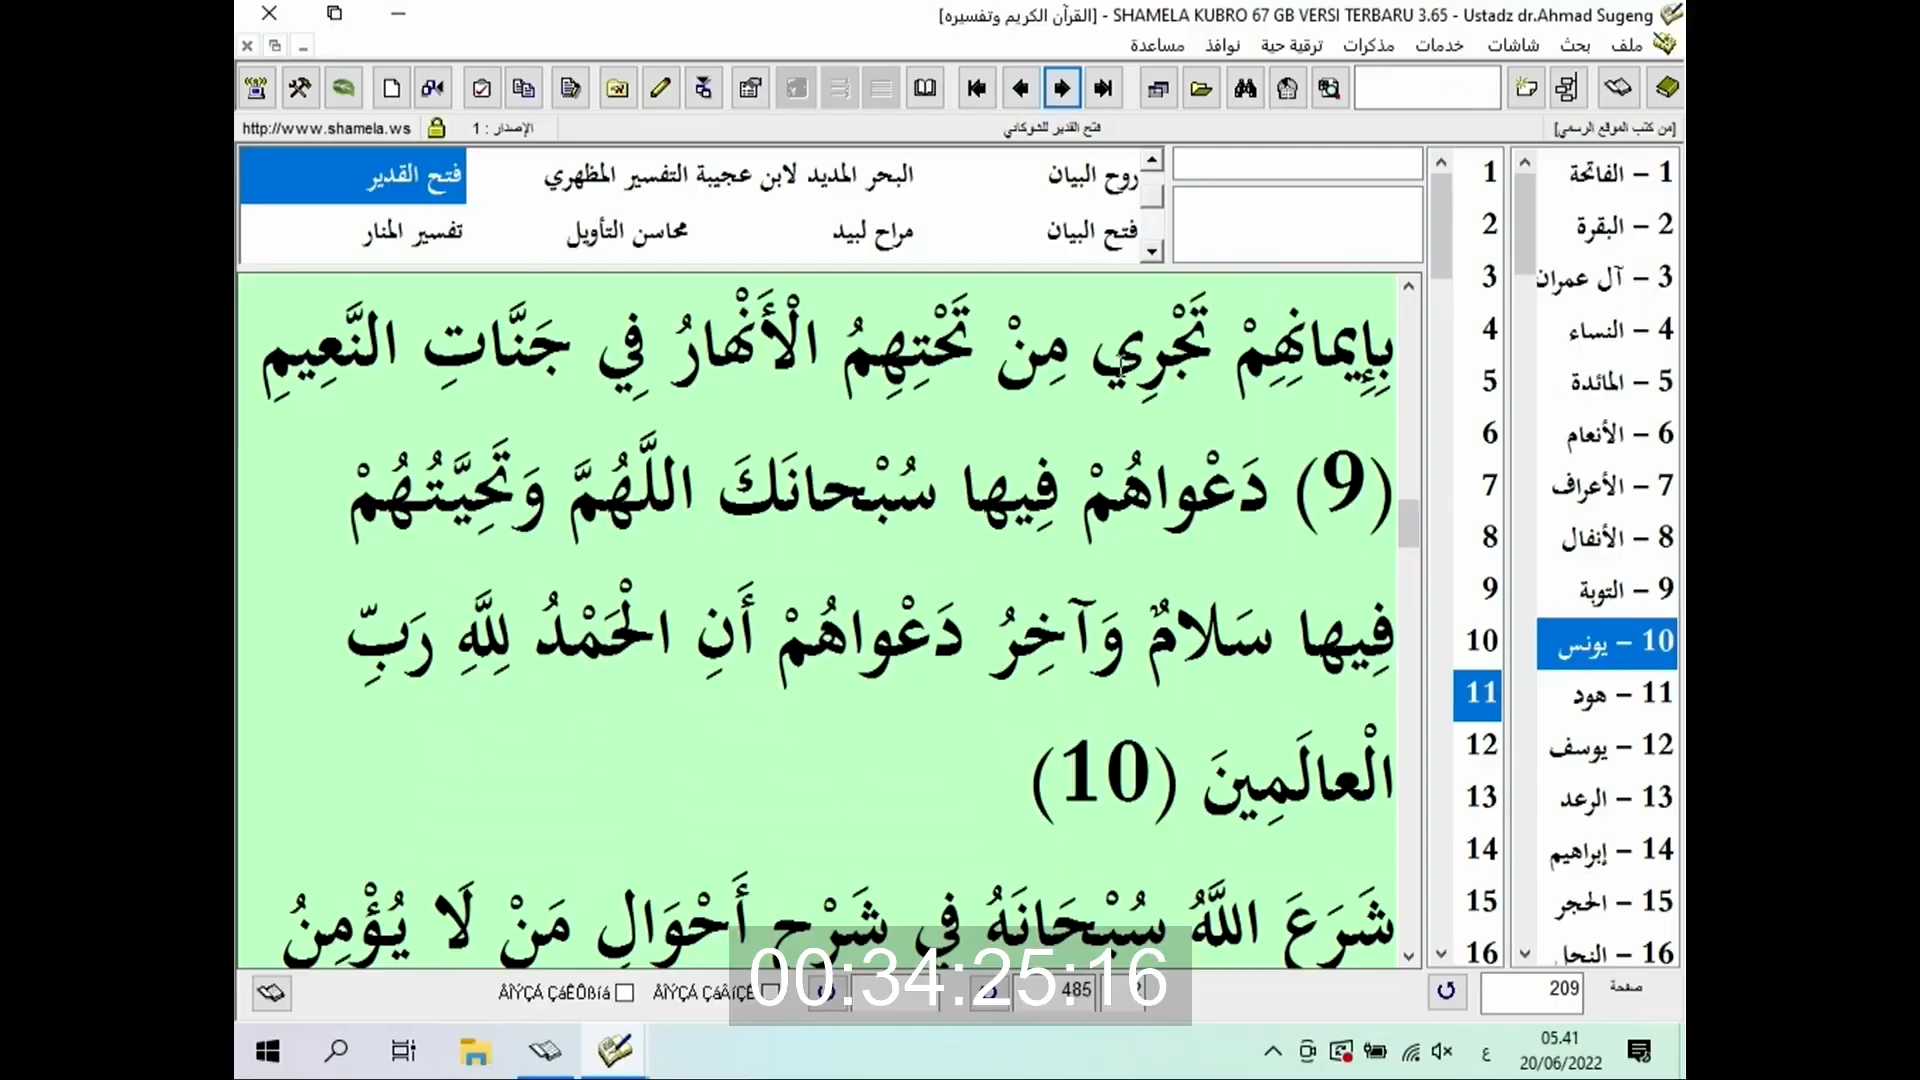 [القرآن الكريم وتفسيره] - SHAMELA KUBRO 67 GB VERSI TERBARU 3.65 - Ustadz dr.Ahmad Sugeng
ملف بحث شاشات خدمات مذكرات ترقية حية نوافذ مساعدة
[من كتب الموقع الرسمي] فتح القدير للشوكاني الإصدار : 1 http://www.shamela.ws
روح البيان البحر المديد لابن عجيبة التفسير المظهري فتح القدير
فتح البيان مراح لبيد محاسن التأويل تفسير المنار
بِإِيمانِهِمْ تَجْرِي مِنْ تَحْتِهِمُ الْأَنْهارُ فِي جَنَّاتِ النَّعِيمِ
(9) دَعْواهُمْ فِيها سُبْحانَكَ اللَّهُمَّ وَتَحِيَّتُهُمْ
فِيها سَلامٌ وَآخِرُ دَعْواهُمْ أَنِ الْحَمْدُ لِلَّهِ رَبِّ
الْعالَمِينَ (10)
شَرَعَ اللَّهُ سُبْحَانَهُ فِي شَرْحِ أَحْوَالِ مَنْ لَا يُؤْمِنُ
1 – الفاتحة
2 – البقرة
3 – آل عمران
4 – النساء
5 – المائدة
6 – الأنعام
7 – الأعراف
8 – الأنفال
9 – التوبة
10 – يونس
11 – هود
12 – يوسف
13 – الرعد
14 – إبراهيم
15 – الحجر
16 – النحل
1
2
3
4
5
6
7
8
9
10
11
12
13
14
15
16
صفحة 209
485
ÂÎÝÇÁ ÇáÊÔßíá
00:34:25:16
ع
05.41
20/06/2022